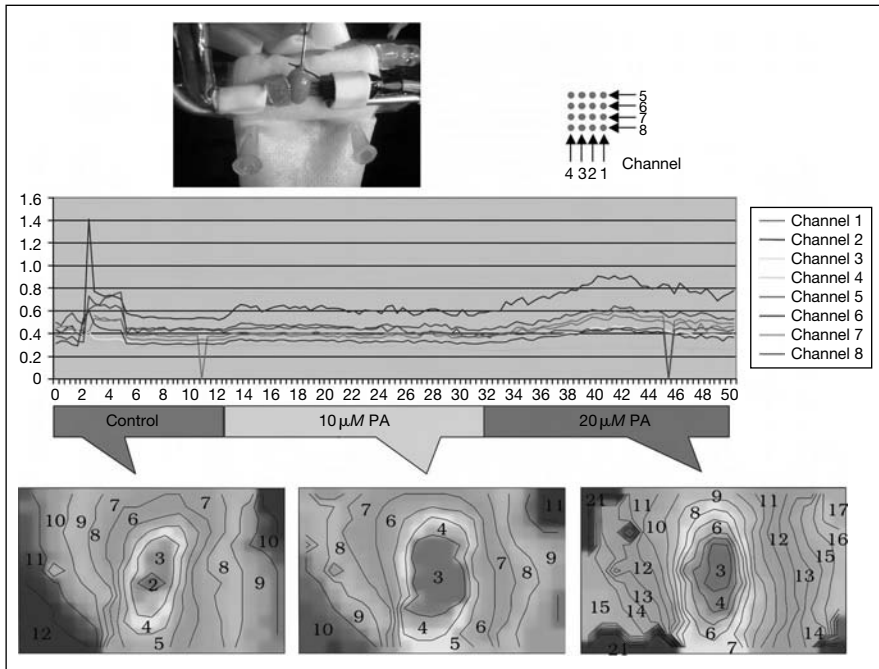 5
6
7
8
4 3 2 1 Channel
1.6
1.4
1.2
1.0
0.8
0.6
0.4
0.2
0
0 2 4 6 8 10 12 14 16 18 20 22 24 26 28 30 32 34 36 38 40 42 44 46 48 50
Channel 1
Channel 2
Channel 3
Channel 4
Channel 5
Channel 6
Channel 7
Channel 8
Control 10 μM PA 20 μM PA
7 7
10 9 6
8 10
11 3 8 9
2
12 4
5
7 11
6 4
8
3 7 8 9
9
10 4 6
5
21 11 9 11 17
10 8 12 16
6 15
12 3 13
13 4
15 14 6 7 14
21